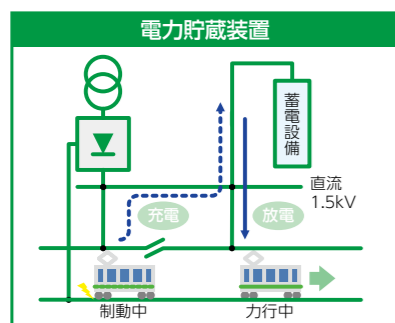 電力貯蔵装置
蓄電設備
直流
1.5kV
充電
放電
制動中
力行中